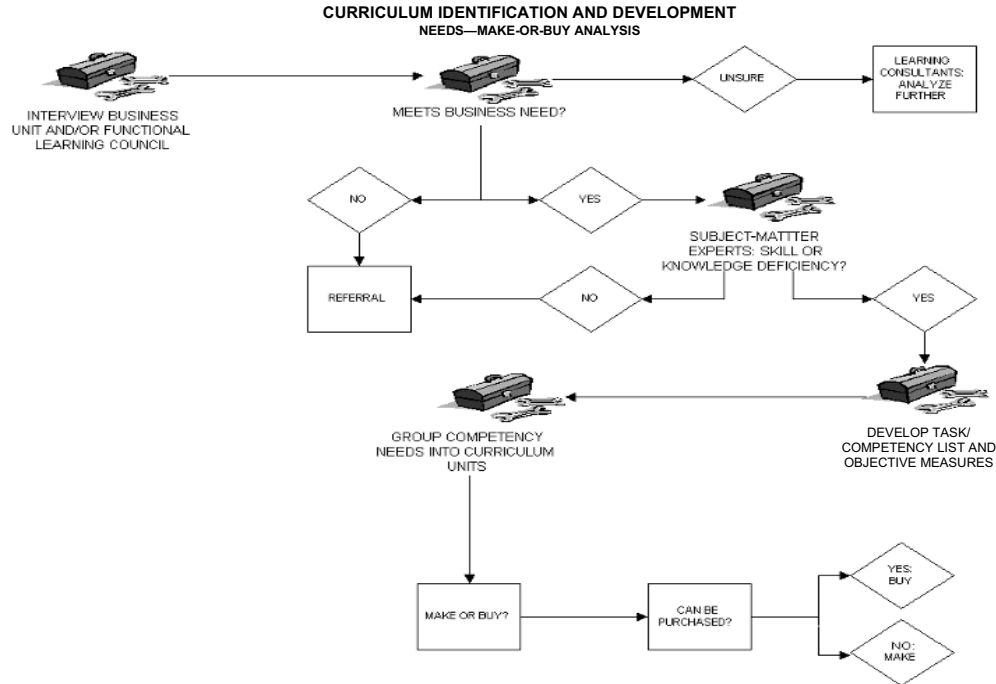 CURRICULUM IDENTIFICATION AND DEVELOPMENT
NEEDS—MAKE-OR-BUY ANALYSIS
INTERVIEW BUSINESS
UNIT AND/OR FUNCTIONAL
LEARNING COUNCIL
MEETS BUSINESS NEED?
UNSURE
LEARNING
CONSULTANTS:
ANALYZE
FURTHER
NO
YES
SUBJECT-MATTTER
EXPERTS: SKILL OR
KNOWLEDGE DEFICIENCY?
REFERRAL
NO
YES
GROUP COMPETENCY
NEEDS INTO CURRICULUM
UNITS
DEVELOP TASK/
COMPETENCY LIST AND
OBJECTIVE MEASURES
MAKE OR BUY?
CAN BE
PURCHASED?
YES:
BUY
NO:
MAKE